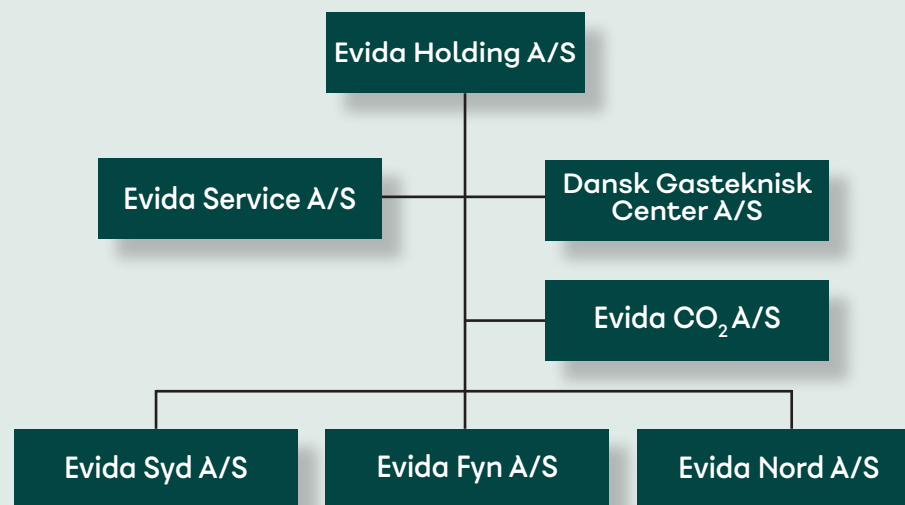 Evida Holding A/S
Evida Service A/S
Dansk Gasteknisk
Center A/S
Evida CO₂ A/S
Evida Syd A/S
Evida Fyn A/S
Evida Nord A/S